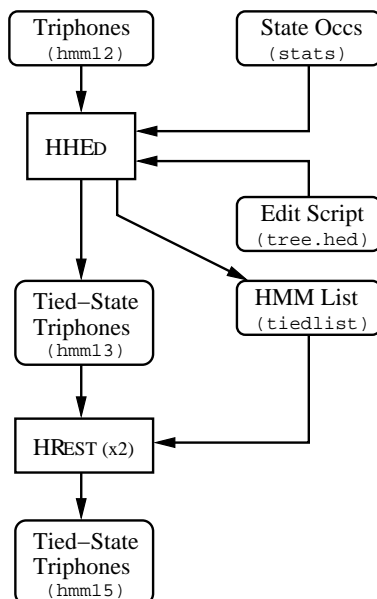 Triphones
(hmm12)
State Occs
(stats)
HHED
Edit Script
(tree.hed)
Tied-State
Triphones
(hmm13)
HMM List
(tiedlist)
HREST (x2)
Tied-State
Triphones
(hmm15)